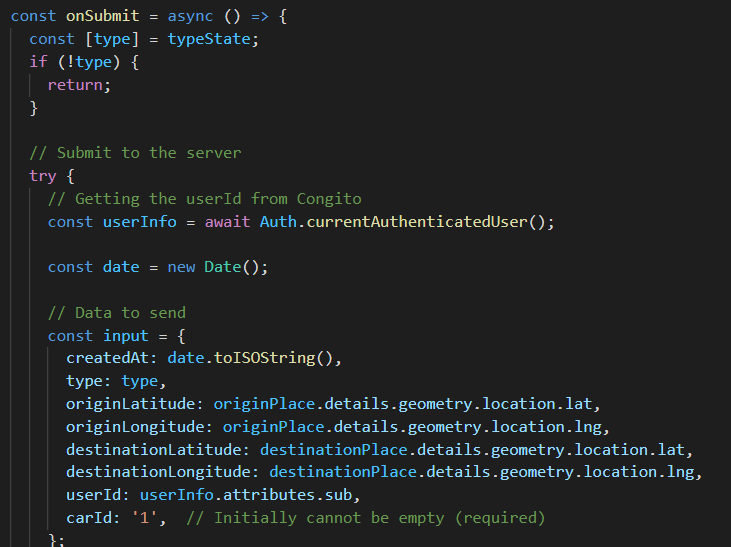 const onSubmit = async () => {
const [type] = typeState;
if (!type) {
return;
}
// Submit to the server
try {
// Getting the userId from Congito
const userInfo = await Auth.currentAuthenticatedUser();
const date = new Date();
// Data to send
const input = {
createdAt: date.toISOString(),
type: type,
originLatitude: originPlace.details.geometry.location.lat,
originLongitude: originPlace.details.geometry.location.lng,
destinationLatitude: destinationPlace.details.geometry.location.lat,
destinationLongitude: destinationPlace.details.geometry.location.lng,
userId: userInfo.attributes.sub,
carId: '1',  // Initially cannot be empty (required)
};